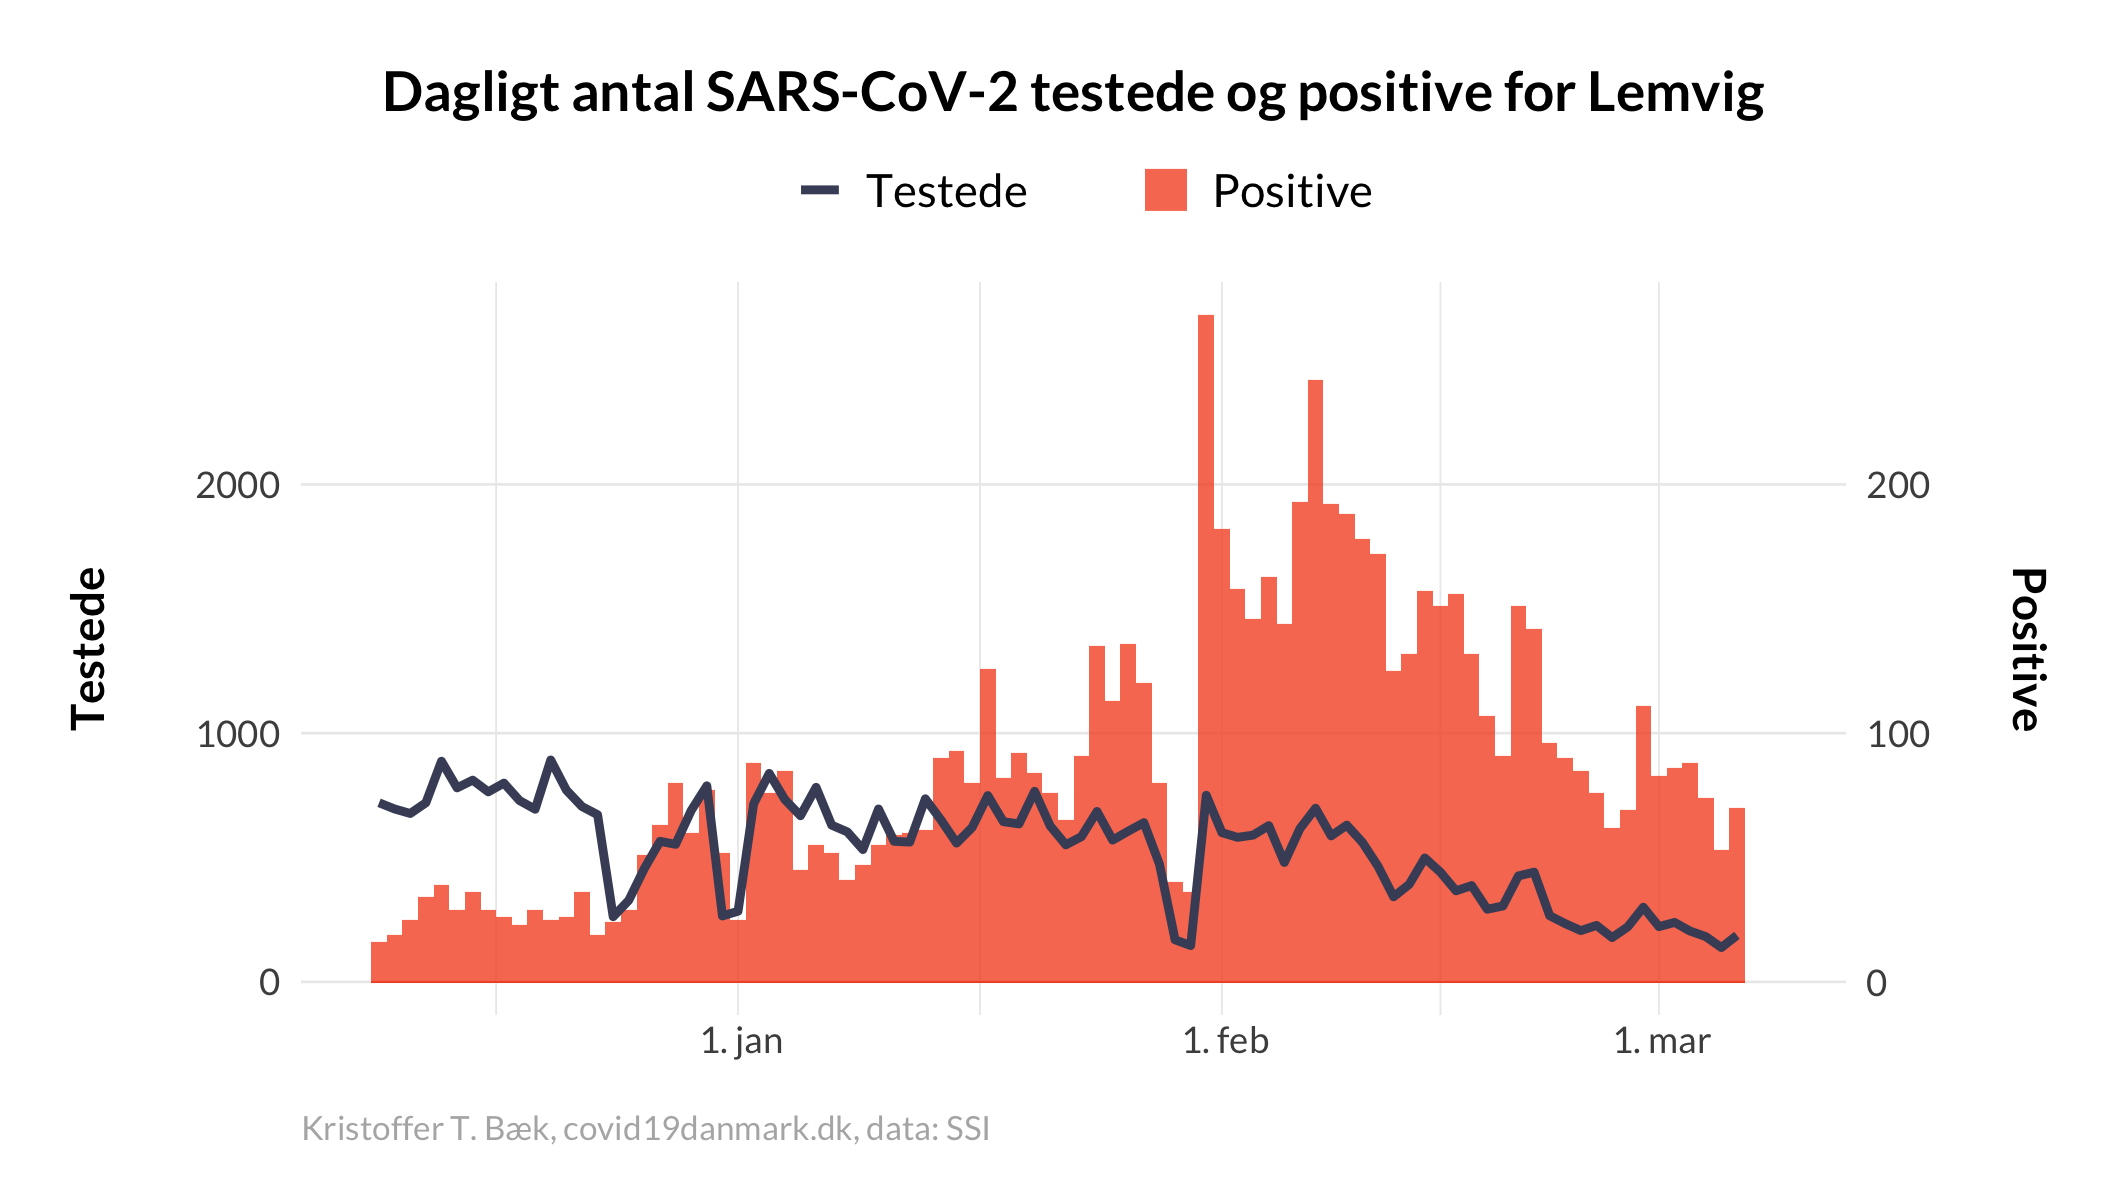 Dagligt antal SARS-CoV-2 testede og positive for Lemvig
Testede
Positive
Testede
2000
1000
0
200
100
0
Positive
1. jan
1. feb
1. mar
Kristoffer T. Bæk, covid19danmark.dk, data: SSI